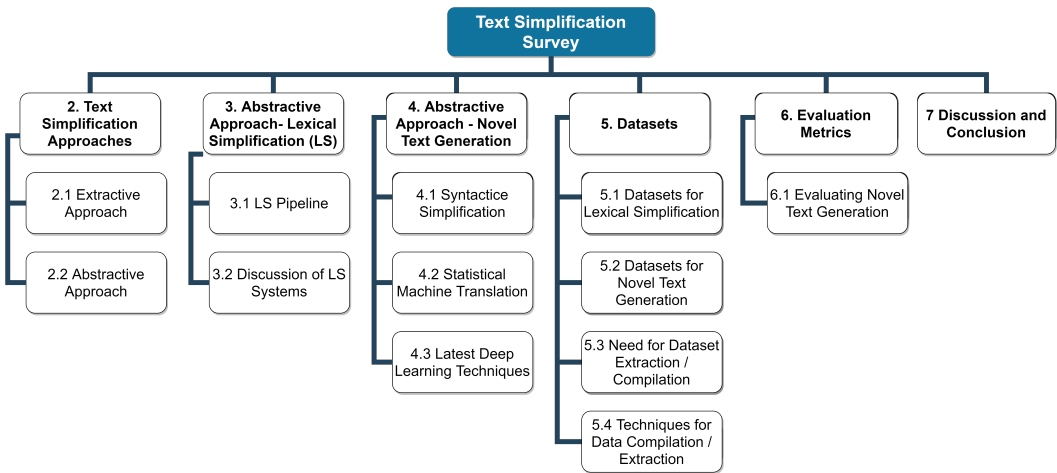 Text Simplification
Survey
2. Text
Simplification
Approaches
2.1 Extractive
Approach
2.2 Abstractive
Approach
3. Abstractive
Approach- Lexical
Simplification (LS)
3.1 LS Pipeline
3.2 Discussion of LS
Systems
4. Abstractive
Approach - Novel
Text Generation
4.1 Syntactice
Simplification
4.2 Statistical
Machine Translation
4.3 Latest Deep
Learning Techniques
5. Datasets
5.1 Datasets for
Lexical Simplification
5.2 Datasets for
Novel Text
Generation
5.3 Need for Dataset
Extraction /
Compilation
5.4 Techniques for
Data Compilation /
Extraction
6. Evaluation
Metrics
6.1 Evaluating Novel
Text Generation
7 Discussion and
Conclusion